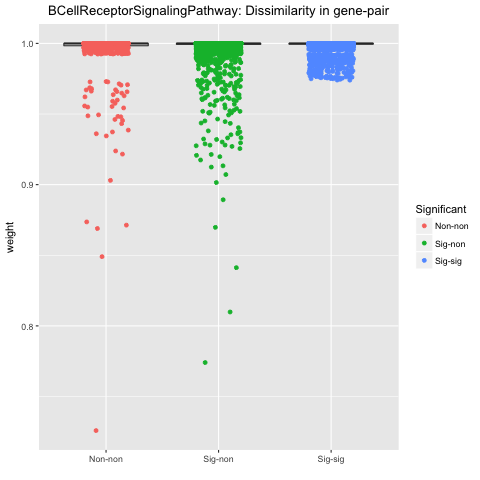 BCellReceptorSignalingPathway: Dissimilarity in gene-pair
1.0
0.9
0.8
weight
Non-non
Sig-non
Sig-sig
Significant
Non-non
Sig-non
Sig-sig